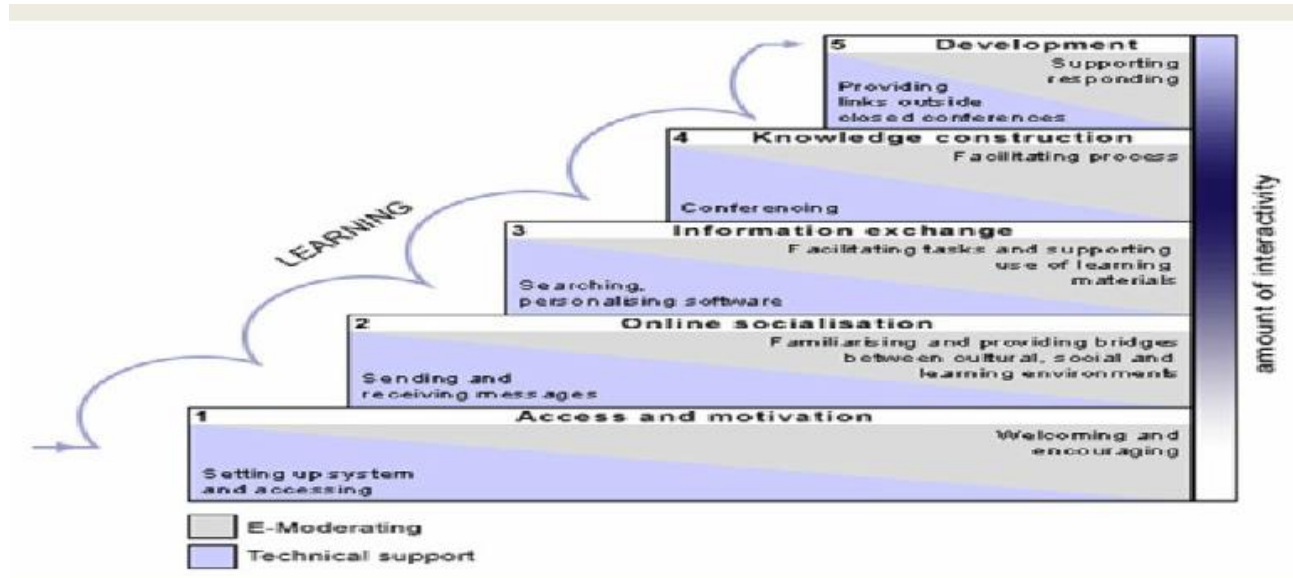 5 Development
Supporting
responding
Providing
links outside
closed conferences
4 Knowledge construction
Facilitating process
Conferencing
LEARNING
3 Information exchange
Facilitating tasks and supporting
use of learning
materials
Searching,
personalising software
2 Online socialisation
Familiarising and providing bridges
between cultural, social and
learning environments
Sending and
receiving messages
1 Access and motivation
Welcoming and
encouraging
Setting up system
and accessing
amount of interactivity
E-Moderating
Technical support